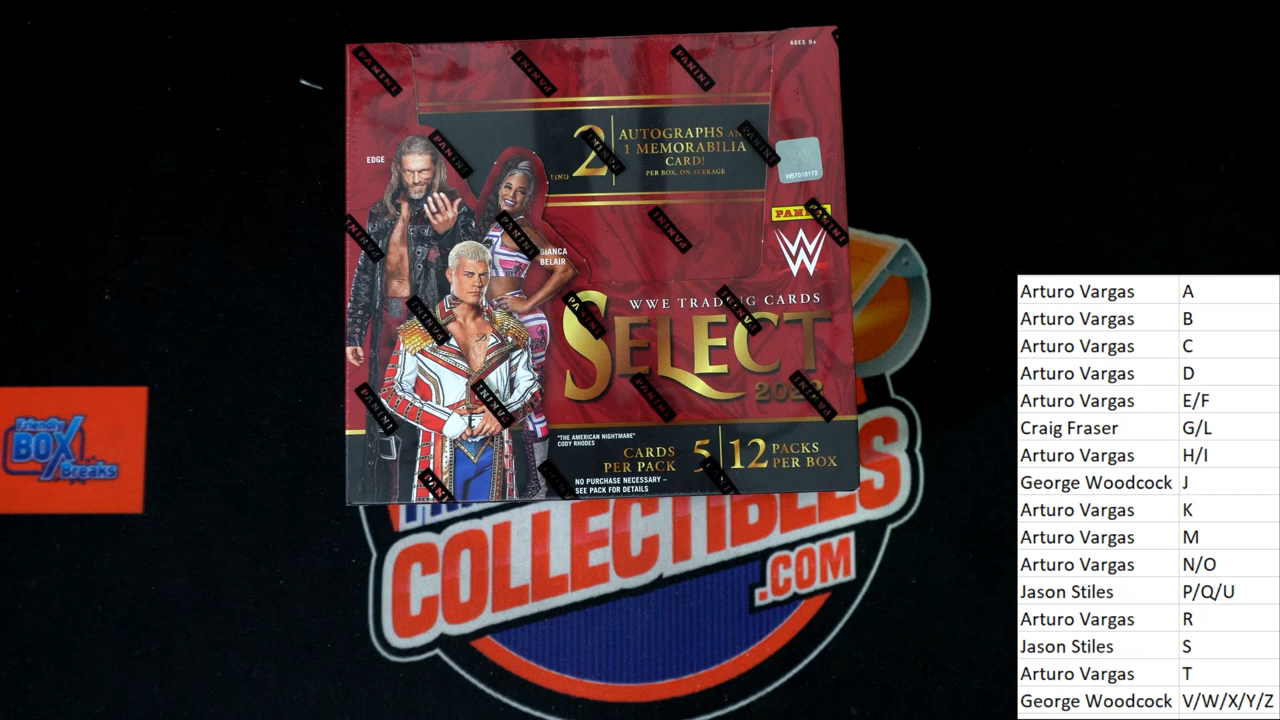 AGES 9+
PANINI
FIND 2 AUTOGRAPHS AND
1 MEMORABILIA
CARD!
PER BOX, ON AVERAGE
EDGE
BIANCA
BELAIR
PANINI
W
WWE TRADING CARDS
SELECT
"THE AMERICAN NIGHTMARE"
CODY RHODES
CARDS
PER PACK 5
12 PACKS
PER BOX
NO PURCHASE NECESSARY –
SEE PACK FOR DETAILS
Friendly
BOX
Breaks
COLLECTIBLES
.COM
Arturo Vargas A
Arturo Vargas B
Arturo Vargas C
Arturo Vargas D
Arturo Vargas E/F
Craig Fraser G/L
Arturo Vargas H/I
George Woodcock J
Arturo Vargas K
Arturo Vargas M
Arturo Vargas N/O
Jason Stiles P/Q/U
Arturo Vargas R
Jason Stiles S
Arturo Vargas T
George Woodcock V/W/X/Y/Z